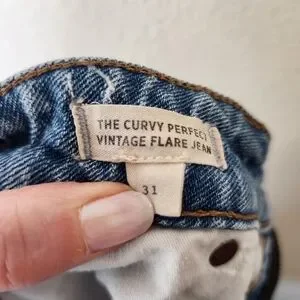 THE CURVY PERFECT
VINTAGE FLARE JEAN
31